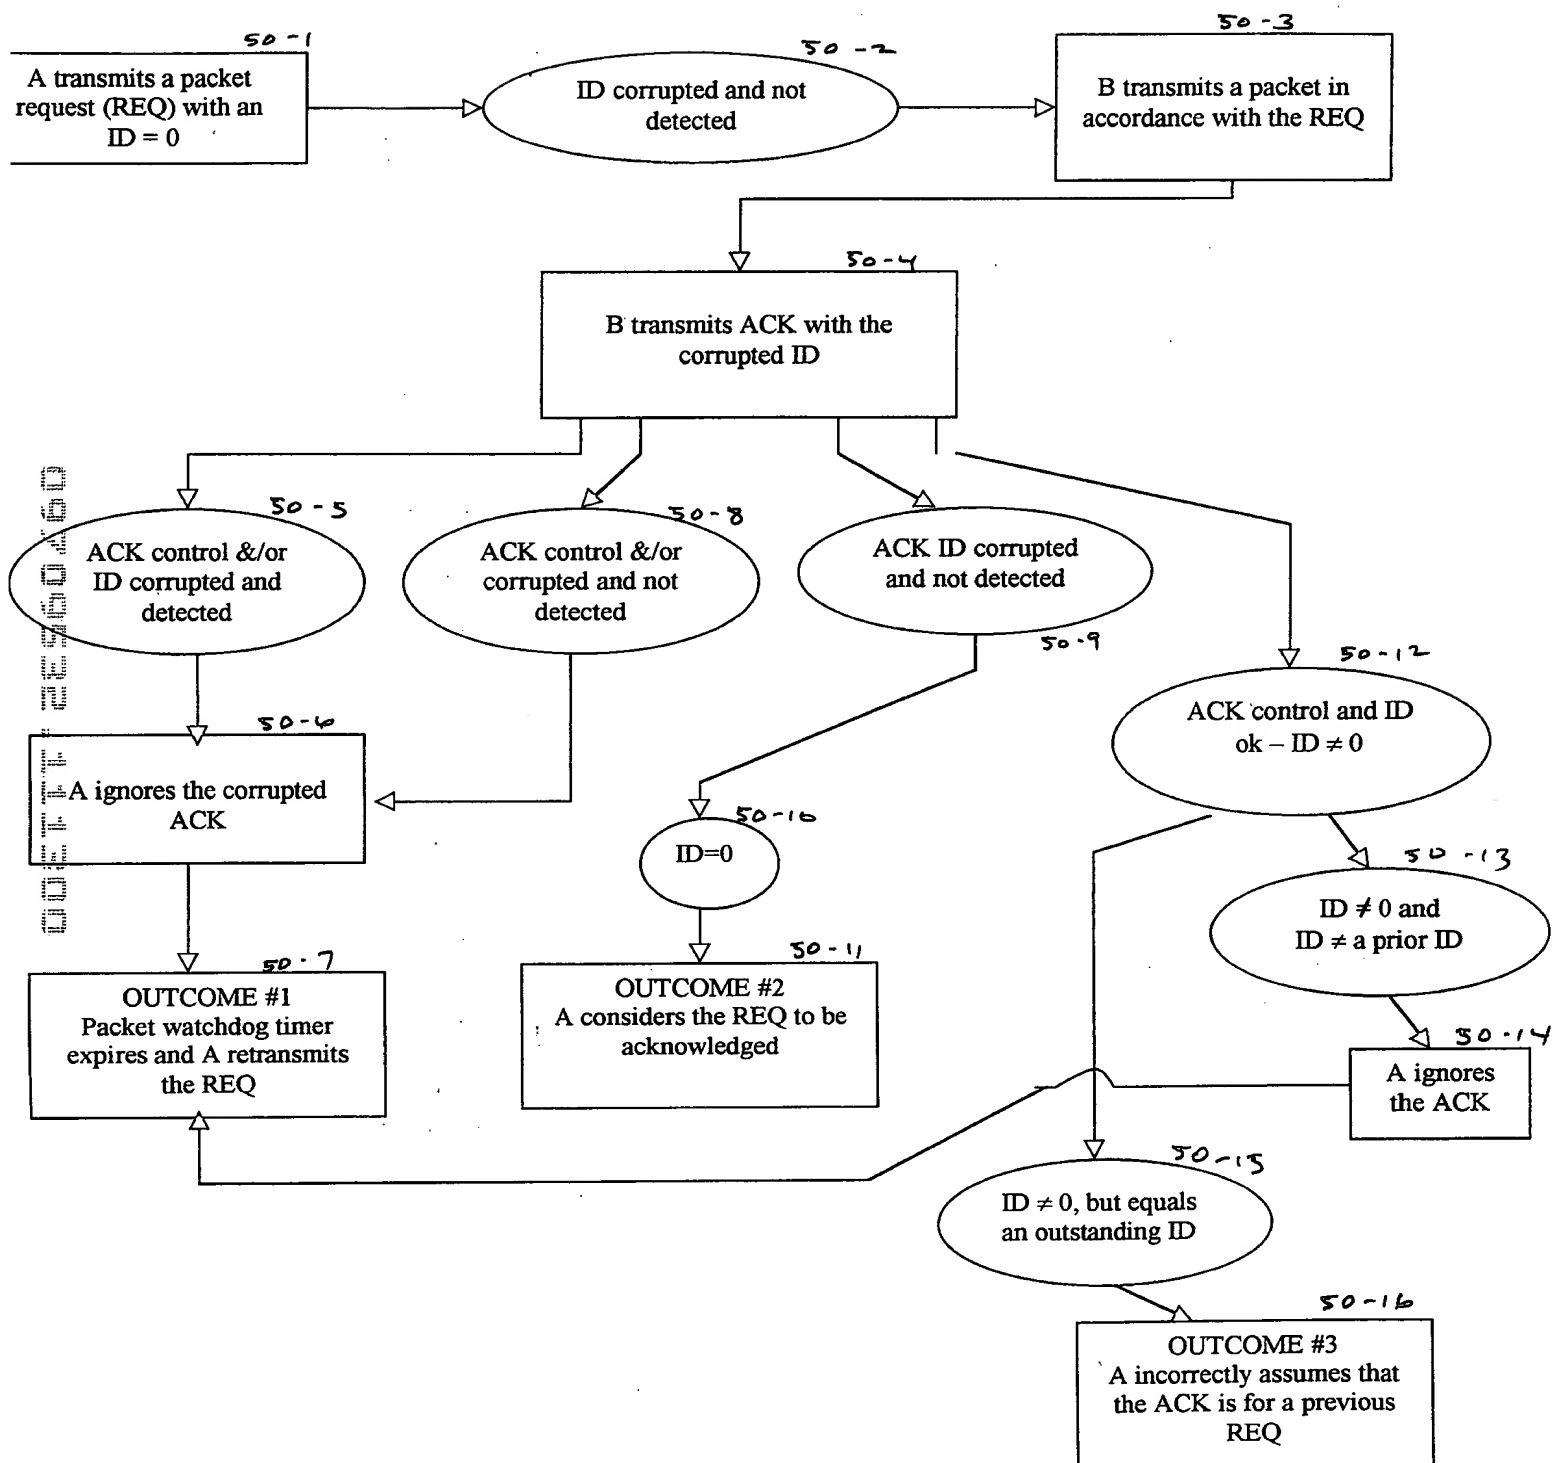 50-1
A transmits a packet
request (REQ) with an
ID = 0
50-2
ID corrupted and not
detected
50-3
B transmits a packet in
accordance with the REQ
50-4
B transmits ACK with the
corrupted ID
50-5
ACK control &/or
ID corrupted and
detected
50-8
ACK control &/or
corrupted and not
detected
ACK ID corrupted
and not detected
50-9
50-12
ACK control and ID
ok – ID ≠ 0
50-6
A ignores the corrupted
ACK
50-10
ID=0
50-13
ID ≠ 0 and
ID ≠ a prior ID
50-7
OUTCOME #1
Packet watchdog timer
expires and A retransmits
the REQ
50-11
OUTCOME #2
A considers the REQ to be
acknowledged
50-14
A ignores
the ACK
50-15
ID ≠ 0, but equals
an outstanding ID
50-16
OUTCOME #3
A incorrectly assumes that
the ACK is for a previous
REQ